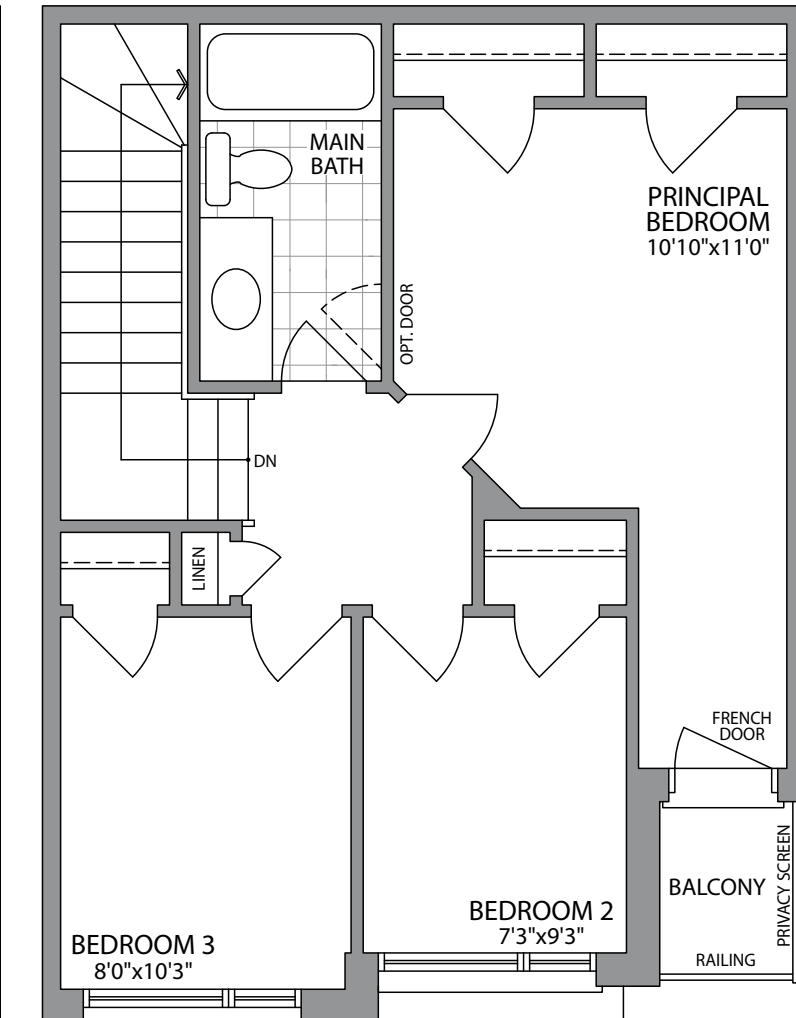 MAIN
BATH
PRINCIPAL
BEDROOM
10'10"x11'0"
OPT. DOOR
DN
LINEN
FRENCH
DOOR
BALCONY
PRIVACY SCREEN
RAILING
BEDROOM 2
7'3"x9'3"
BEDROOM 3
8'0"x10'3"